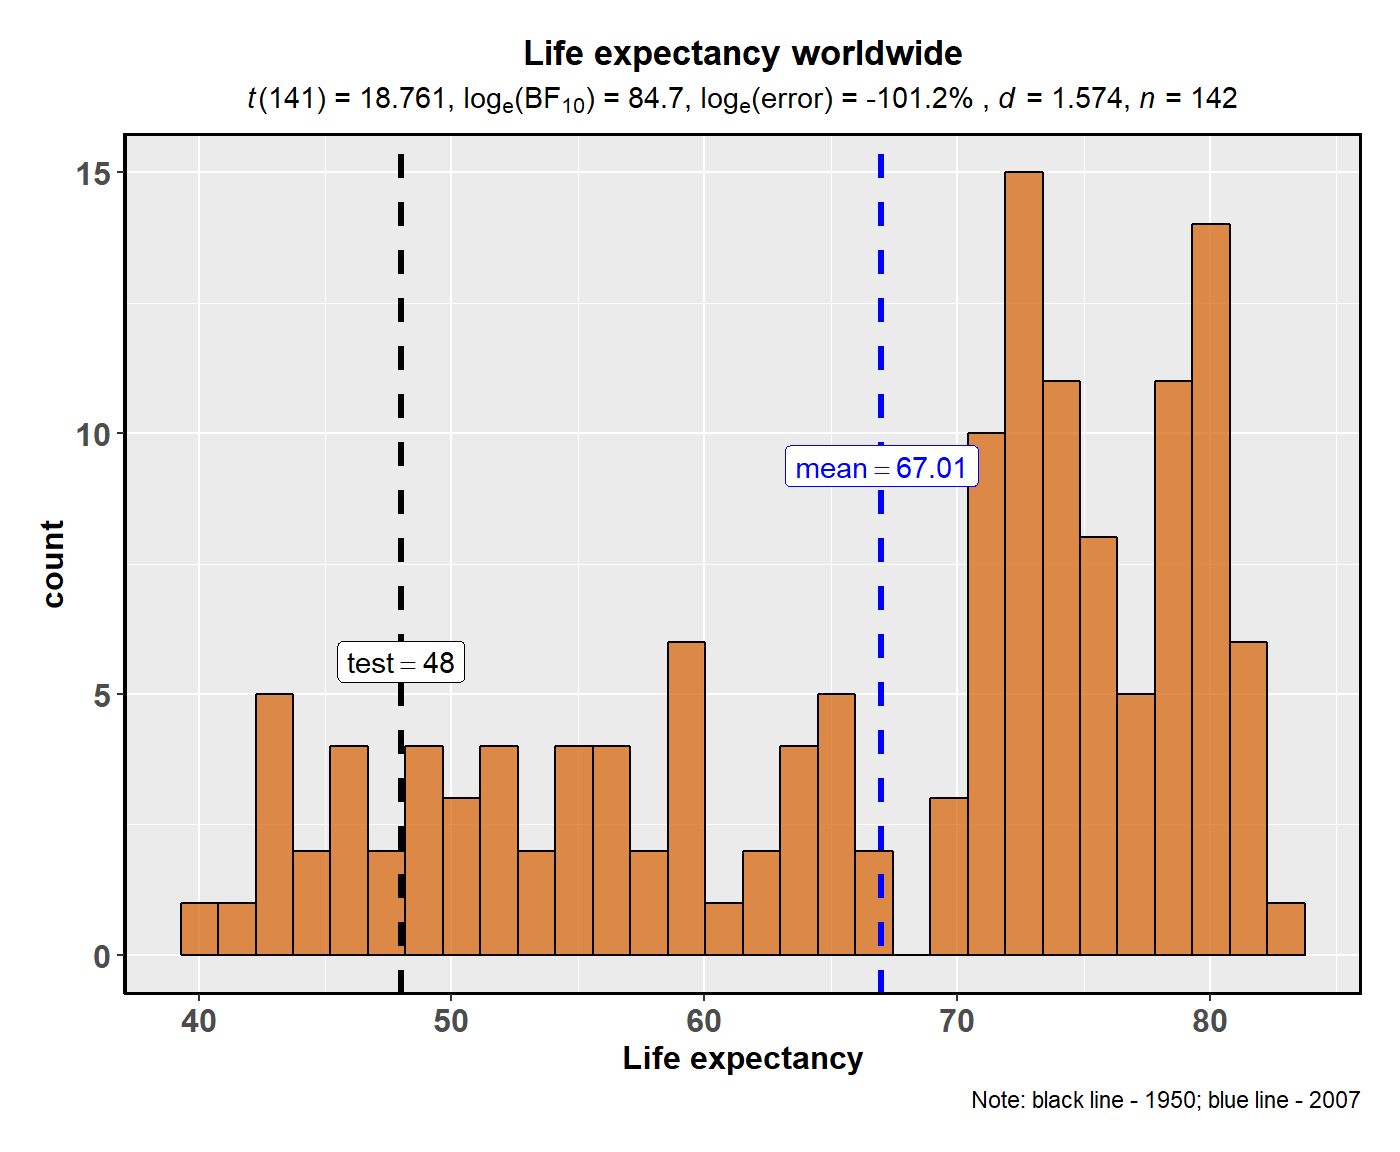 Life expectancy worldwide
t(141) = 18.761, logₑ(BF₁₀) = 84.7, logₑ(error) = -101.2% , d = 1.574, n = 142
15
10
5
0
count
mean = 67.01
test = 48
40 50 60 70 80
Life expectancy
Note: black line - 1950; blue line - 2007